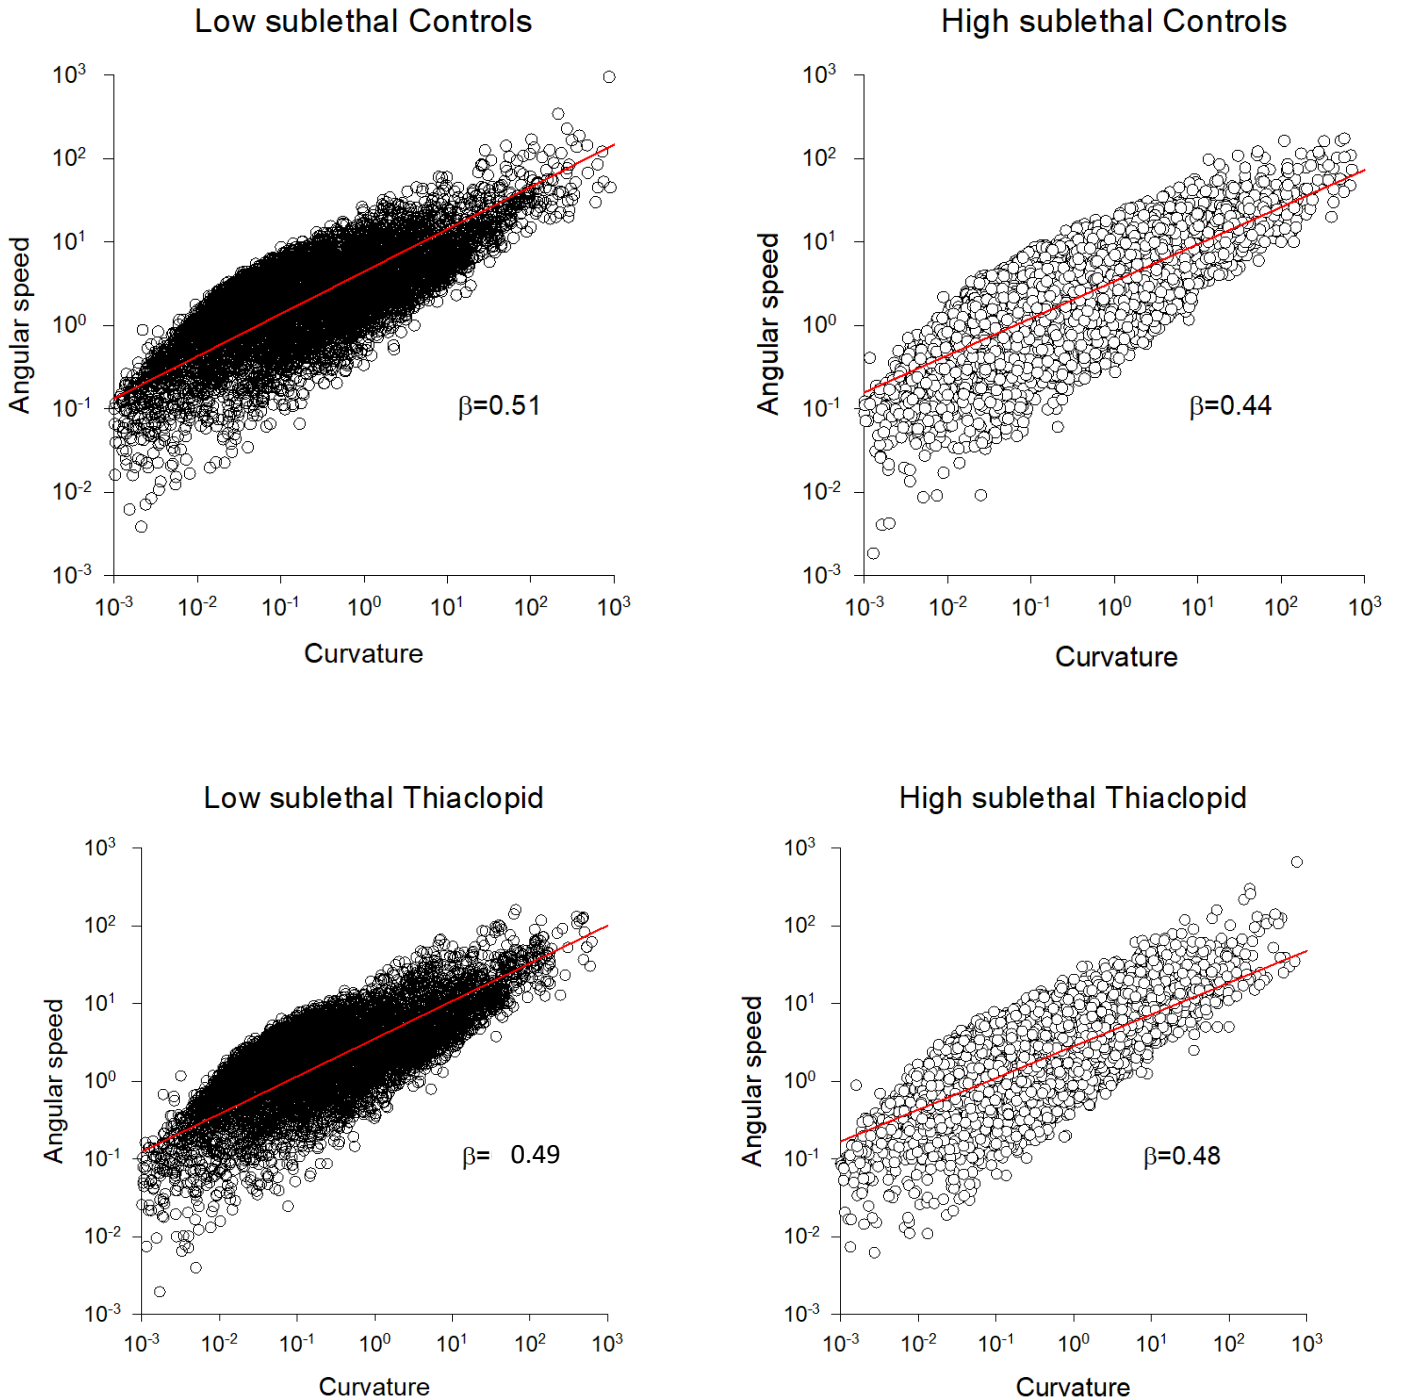 Low sublethal Controls
10³
10²
10¹
10⁰
10⁻¹
10⁻²
10⁻³
Angular speed
β=0.51
10⁻³ 10⁻² 10⁻¹ 10⁰ 10¹ 10² 10³
Curvature
High sublethal Controls
10³
10²
10¹
10⁰
10⁻¹
10⁻²
10⁻³
Angular speed
β=0.44
10⁻³ 10⁻² 10⁻¹ 10⁰ 10¹ 10² 10³
Curvature
Low sublethal Thiaclopid
10³
10²
10¹
10⁰
10⁻¹
10⁻²
10⁻³
Angular speed
β= 0.49
10⁻³ 10⁻² 10⁻¹ 10⁰ 10¹ 10² 10³
Curvature
High sublethal Thiaclopid
10³
10²
10¹
10⁰
10⁻¹
10⁻²
10⁻³
Angular speed
β=0.48
10⁻³ 10⁻² 10⁻¹ 10⁰ 10¹ 10² 10³
Curvature